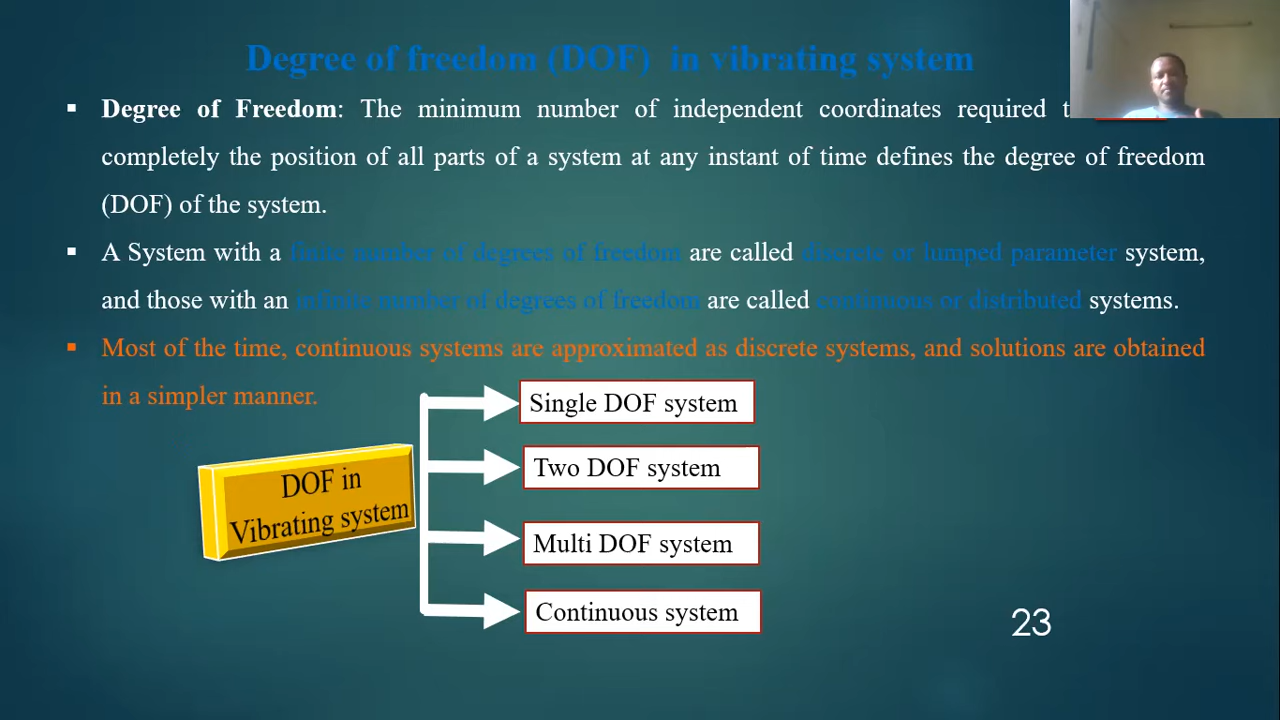 Degree of freedom (DOF) in vibrating system
▪ Degree of Freedom: The minimum number of independent coordinates required
completely the position of all parts of a system at any instant of time defines the degree of freedom
(DOF) of the system.
▪ A System with a finite number of degrees of freedom are called discrete or lumped parameter system,
and those with an infinite number of degrees of freedom are called continuous or distributed systems.
▪ Most of the time, continuous systems are approximated as discrete systems, and solutions are obtained
in a simpler manner.
Single DOF system
DOF in
Vibrating system
Two DOF system
Multi DOF system
Continuous system
23